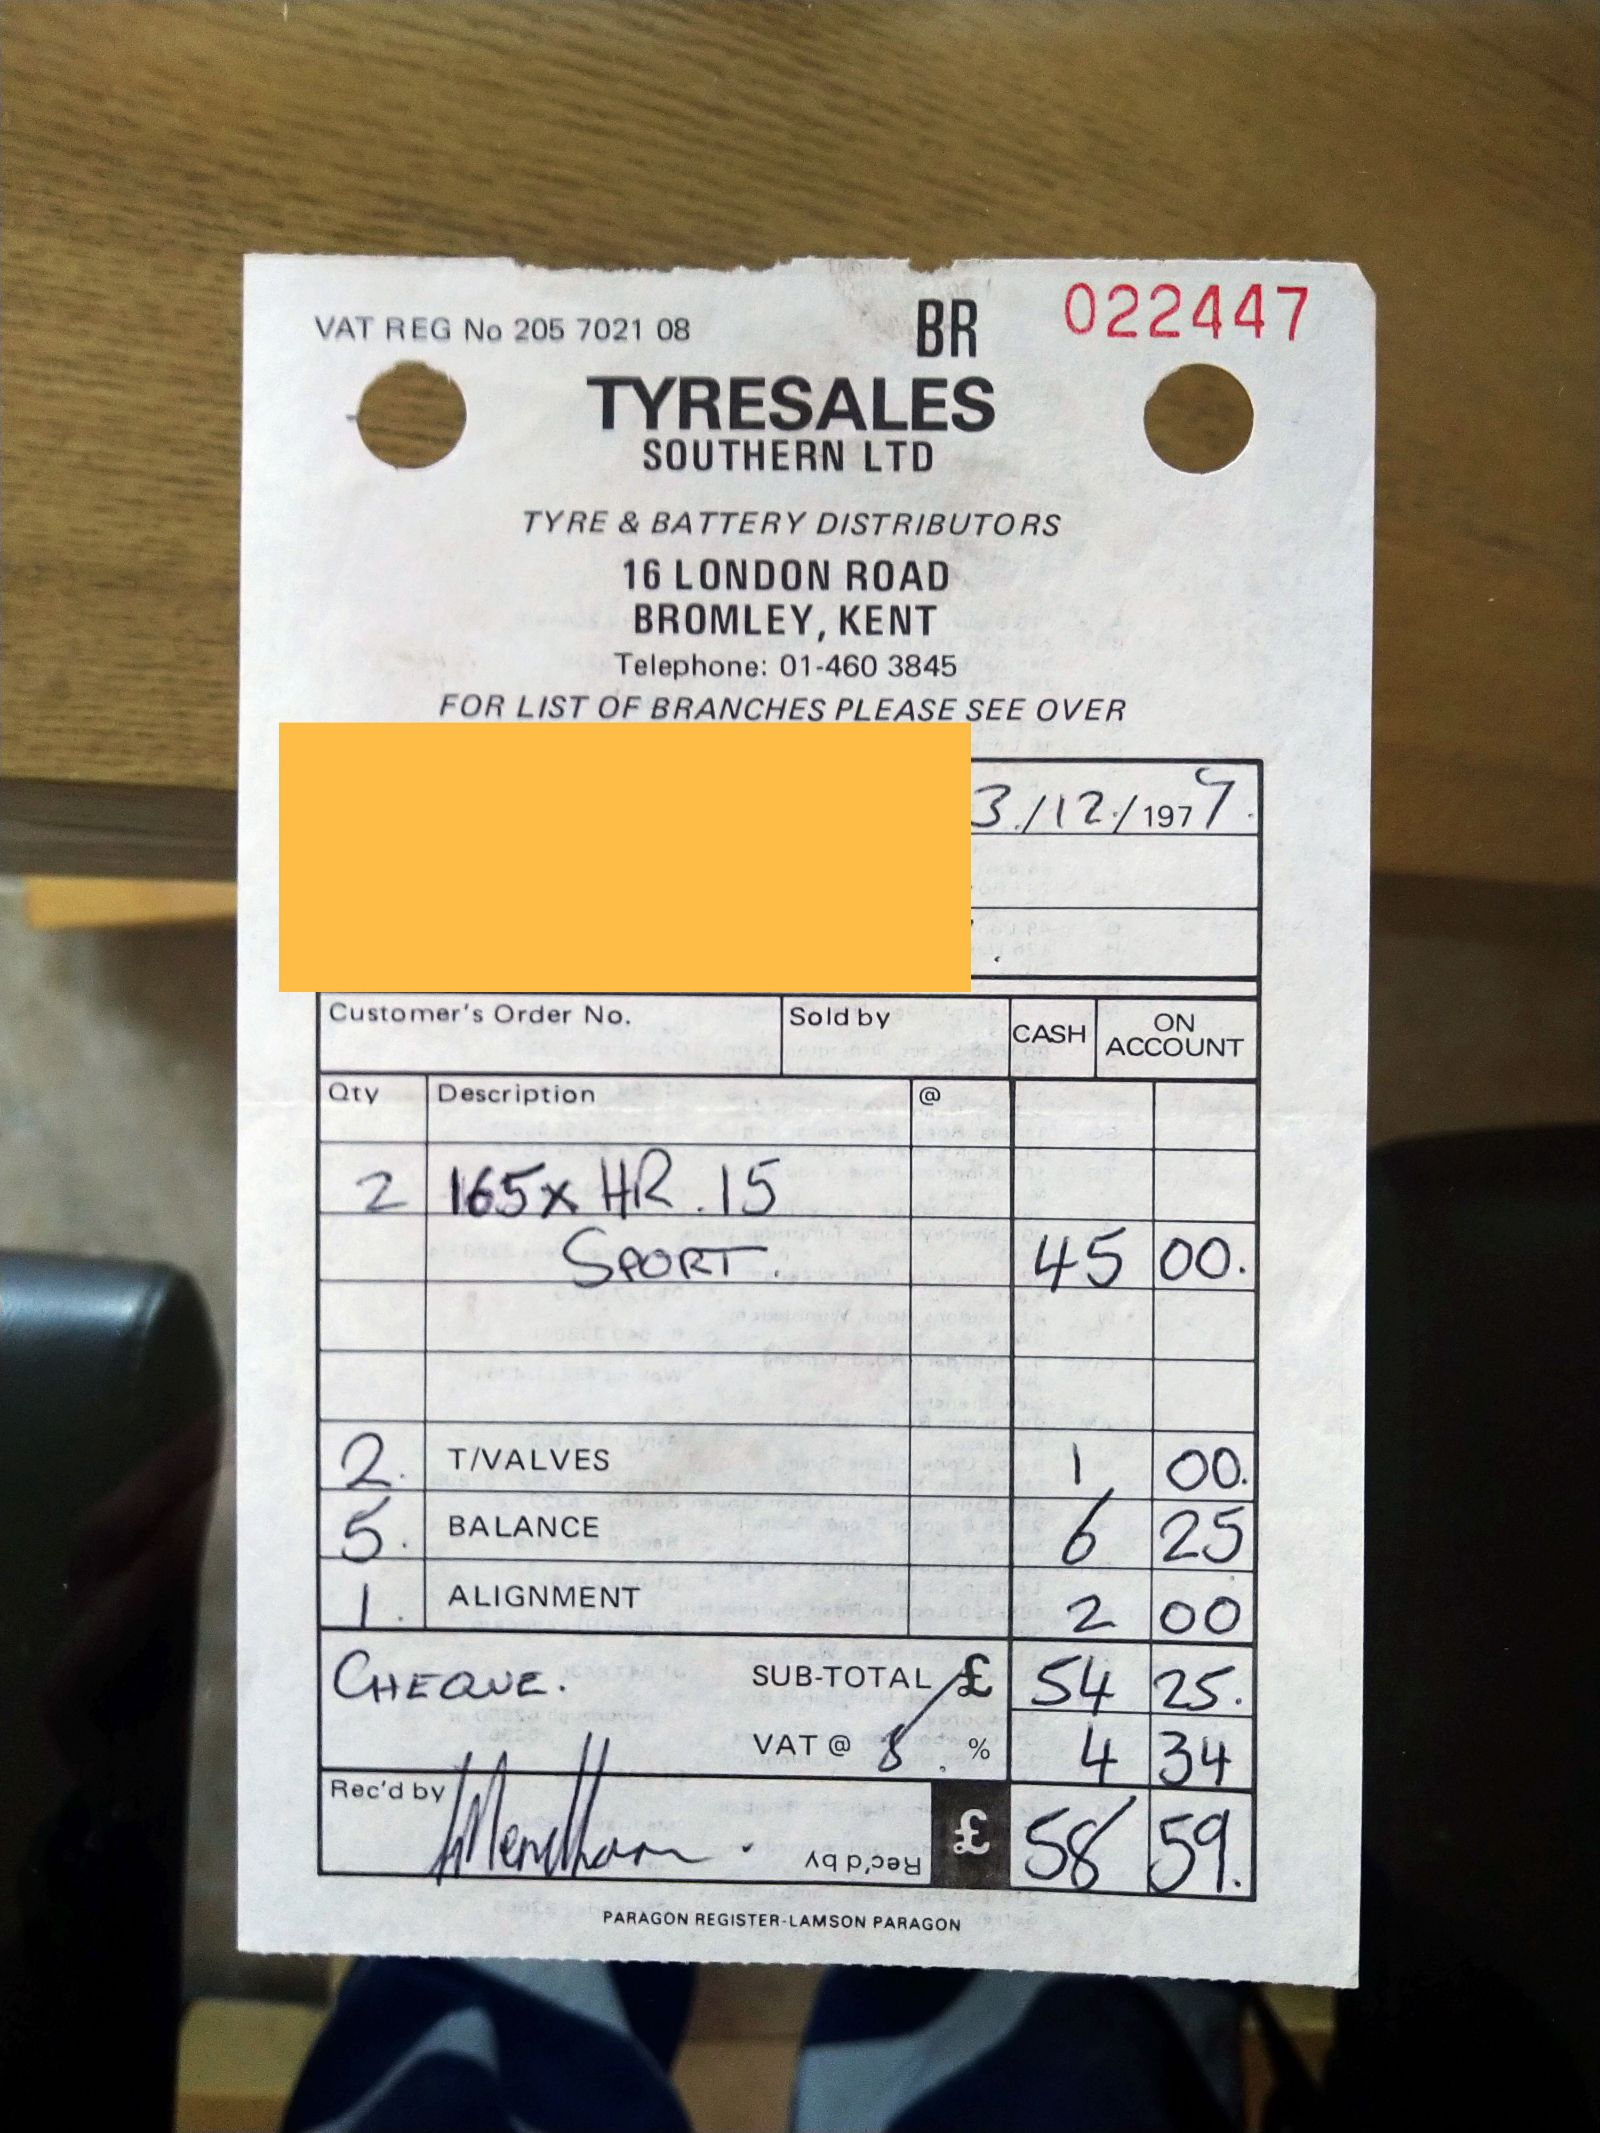 VAT REG No 205 7021 08
BR
022447
TYRESALES
SOUTHERN LTD
TYRE & BATTERY DISTRIBUTORS
16 LONDON ROAD
BROMLEY, KENT
Telephone: 01-460 3845
FOR LIST OF BRANCHES PLEASE SEE OVER
3./12./1977.
Customer's Order No. Sold by CASH ON ACCOUNT
Qty Description @
2 165x HR.15
SPORT. 45 00.
2. T/VALVES 1 00.
5. BALANCE 6 25
1. ALIGNMENT 2 00
CHEQUE. SUB-TOTAL £ 54 25.
VAT @ 8. % 4 34
Rec'd by Rec'd by £ 58 59.
PARAGON REGISTER-LAMSON PARAGON